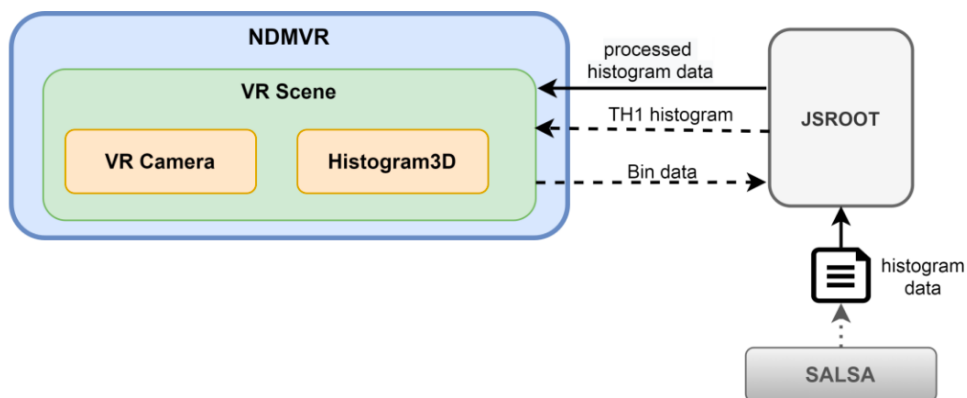 NDMVR
VR Scene
VR Camera
Histogram3D
processed
histogram data
TH1 histogram
Bin data
JSROOT
histogram
data
SALSA